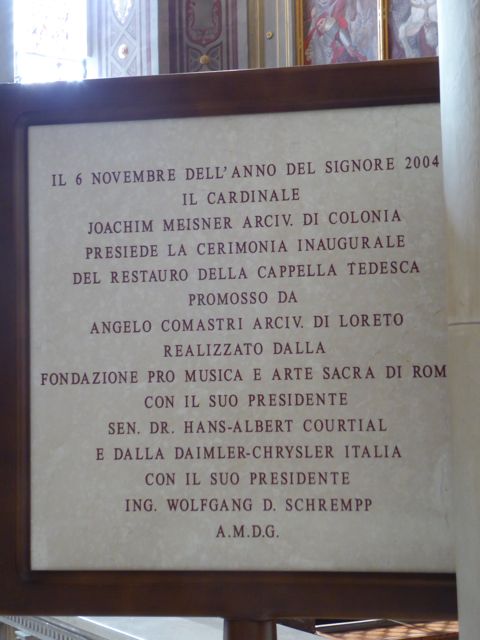 IL 6 NOVEMBRE DELL'ANNO DEL SIGNORE 2004
IL CARDINALE
JOACHIM MEISNER ARCIV. DI COLONIA
PRESIEDE LA CERIMONIA INAUGURALE
DEL RESTAURO DELLA CAPPELLA TEDESCA
PROMOSSO DA
ANGELO COMASTRI ARCIV. DI LORETO
REALIZZATO DALLA
FONDAZIONE PRO MUSICA E ARTE SACRA DI ROM
CON IL SUO PRESIDENTE
SEN. DR. HANS-ALBERT COURTIAL
E DALLA DAIMLER-CHRYSLER ITALIA
CON IL SUO PRESIDENTE
ING. WOLFGANG D. SCHREMPP
A.M.D.G.